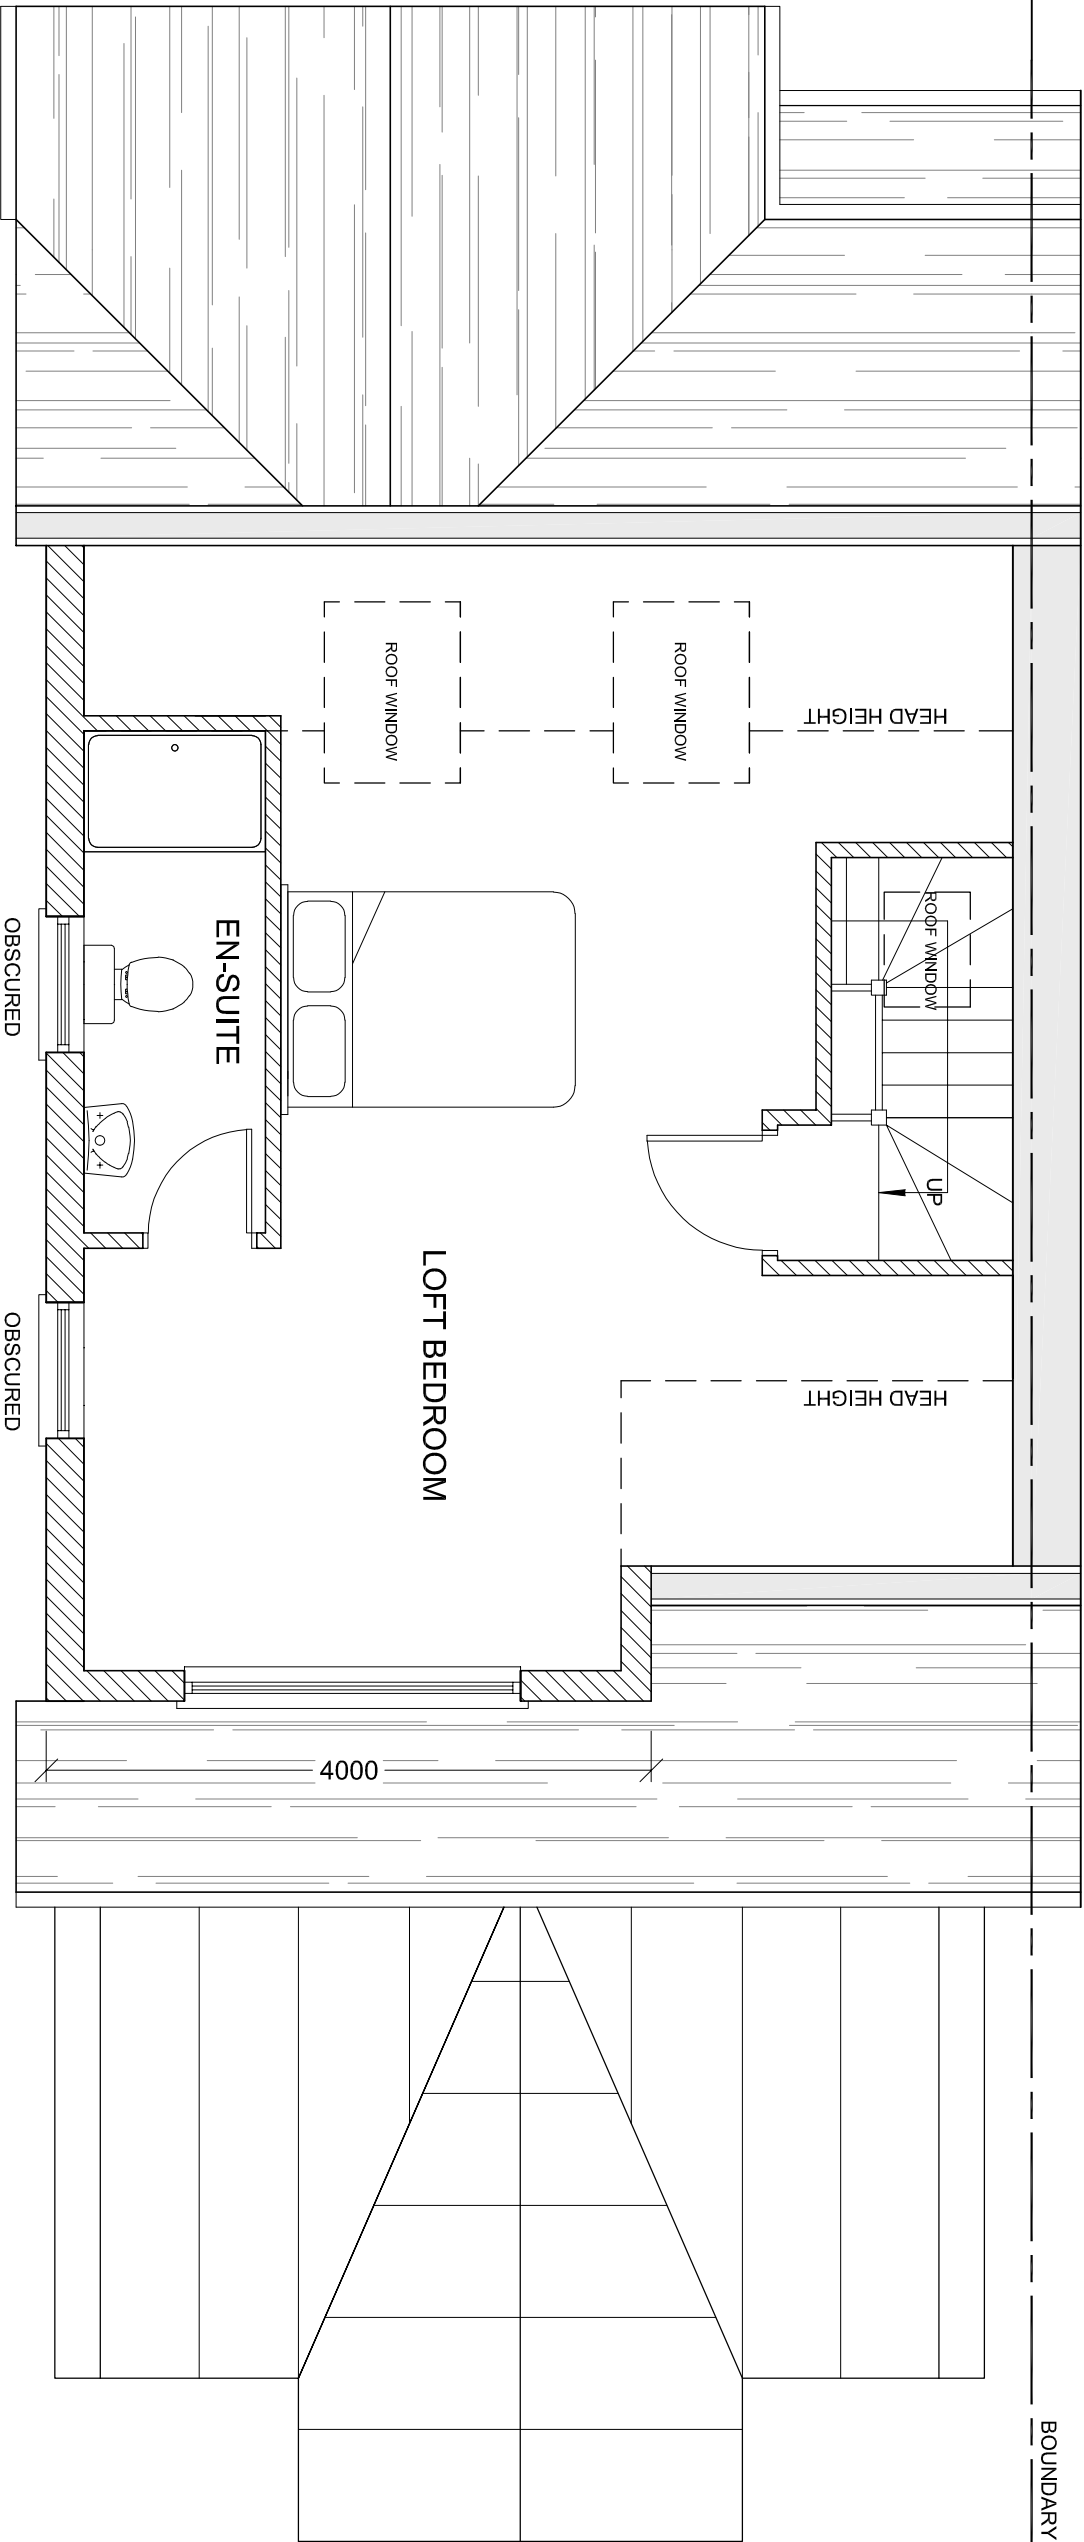 ROOF WINDOW
ROOF WINDOW
HEAD HEIGHT
ROOF WINDOW
OBSCURED
EN-SUITE
UP
LOFT BEDROOM
OBSCURED
HEAD HEIGHT
4000
BOUNDARY